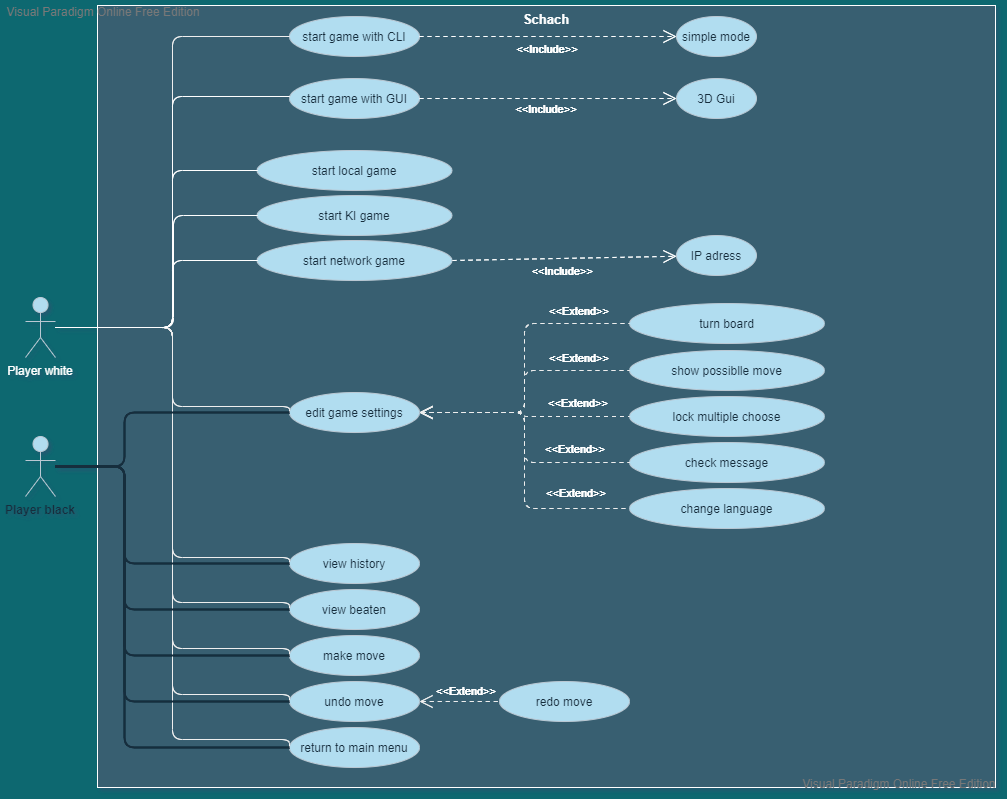 Visual Paradigm Online Free Edition
Schach
start game with CLI
<<Include>>
simple mode
start game with GUI
<<Include>>
3D Gui
start local game
start KI game
start network game
<<Include>>
IP adress
Player white
<<Extend>>
turn board
<<Extend>>
show possiblle move
edit game settings
<<Extend>>
lock multiple choose
<<Extend>>
check message
<<Extend>>
change language
Player black
view history
view beaten
make move
undo move
<<Extend>>
redo move
return to main menu
Visual Paradigm Online Free Edition